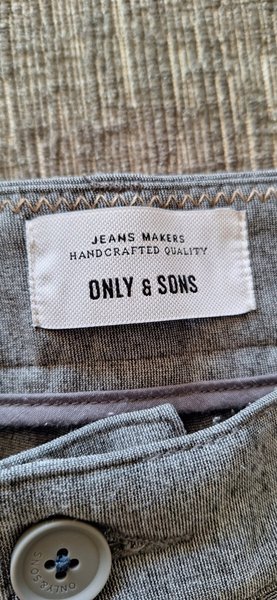 JEANS MAKERS
HANDCRAFTED QUALITY
ONLY & SONS
ONLY&SONS